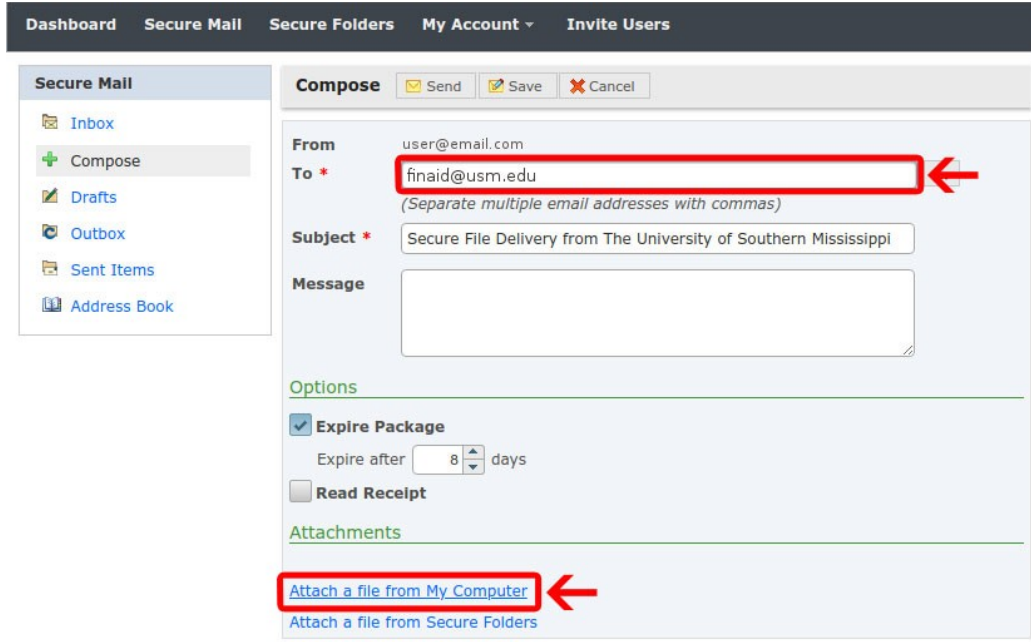 Dashboard Secure Mail Secure Folders My Account Invite Users
Secure Mail
Inbox
Compose
Drafts
Outbox
Sent Items
Address Book
Compose Send Save Cancel
From user@email.com
To * finaid@usm.edu
(Separate multiple email addresses with commas)
Subject * Secure File Delivery from The University of Southern Mississippi
Message
Options
Expire Package
Expire after 8 days
Read Receipt
Attachments
Attach a file from My Computer
Attach a file from Secure Folders